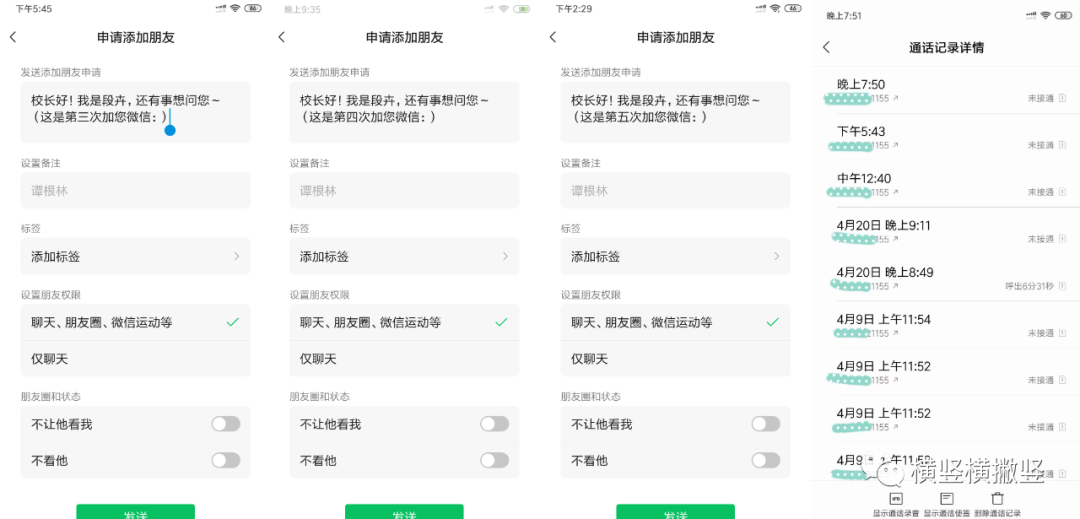 下午5:45
86
申请添加朋友
发送添加朋友申请
校长好！我是段卉，还有事想问您～
（这是第三次加您微信：）
设置备注
谭根林
标签
添加标签
设置朋友权限
聊天、朋友圈、微信运动等
仅聊天
朋友圈和状态
不让他看我
不看他
发送
晚上9:35
申请添加朋友
发送添加朋友申请
校长好！我是段卉，还有事想问您～
（这是第四次加您微信：）
设置备注
谭根林
标签
添加标签
设置朋友权限
聊天、朋友圈、微信运动等
仅聊天
朋友圈和状态
不让他看我
不看他
发送
下午2:29
申请添加朋友
发送添加朋友申请
校长好！我是段卉，还有事想问您～
（这是第五次加您微信：）
设置备注
谭根林
标签
添加标签
设置朋友权限
聊天、朋友圈、微信运动等
仅聊天
朋友圈和状态
不让他看我
不看他
发送
晚上7:51
60
通话记录详情
晚上7:50
1155 未接通
下午5:43
1155 未接通
中午12:40
1155 未接通
4月20日 晚上9:11
155 未接通
4月20日 晚上8:49
1155 呼出6分31秒
4月9日 上午11:54
1155 未接通
4月9日 上午11:52
1155 未接通
4月9日 上午11:52
1155 未接通
4月9日 上午11:5
1155
横竖横撇竖
显示通话录音 显示通话便签 删除通话记录